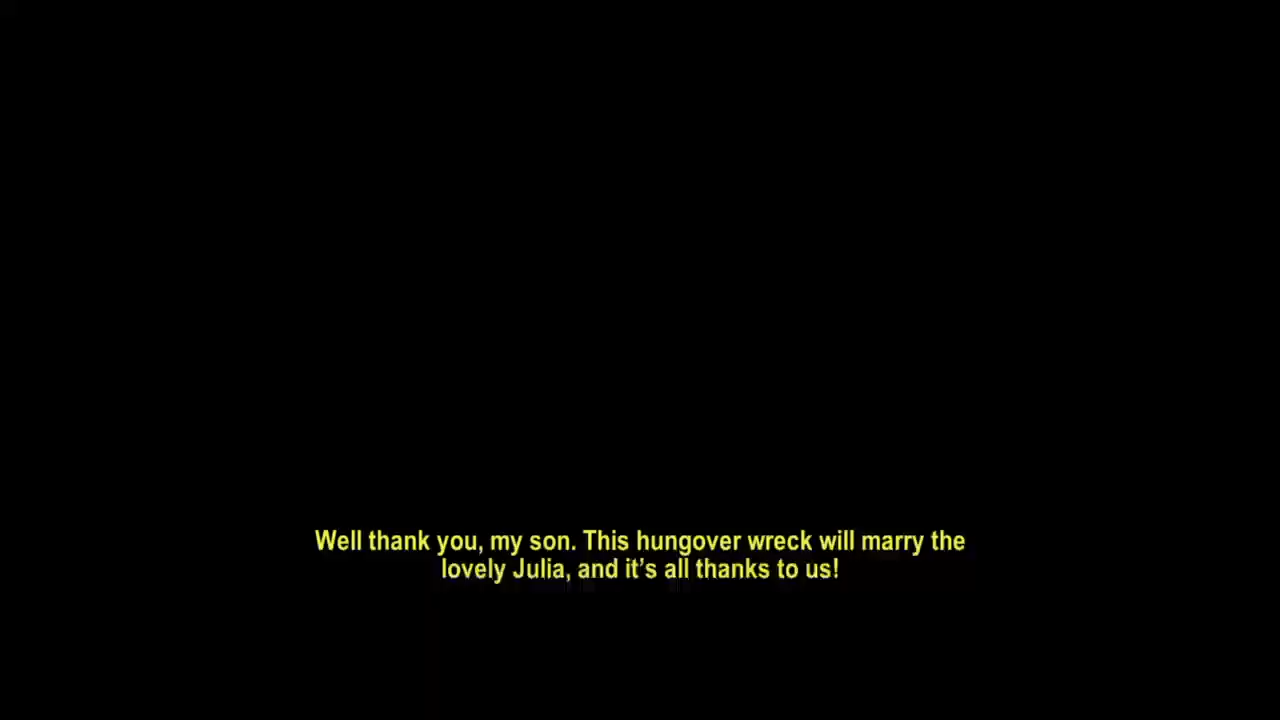 Well thank you, my son. This hungover wreck will marry the
lovely Julia, and it’s all thanks to us!